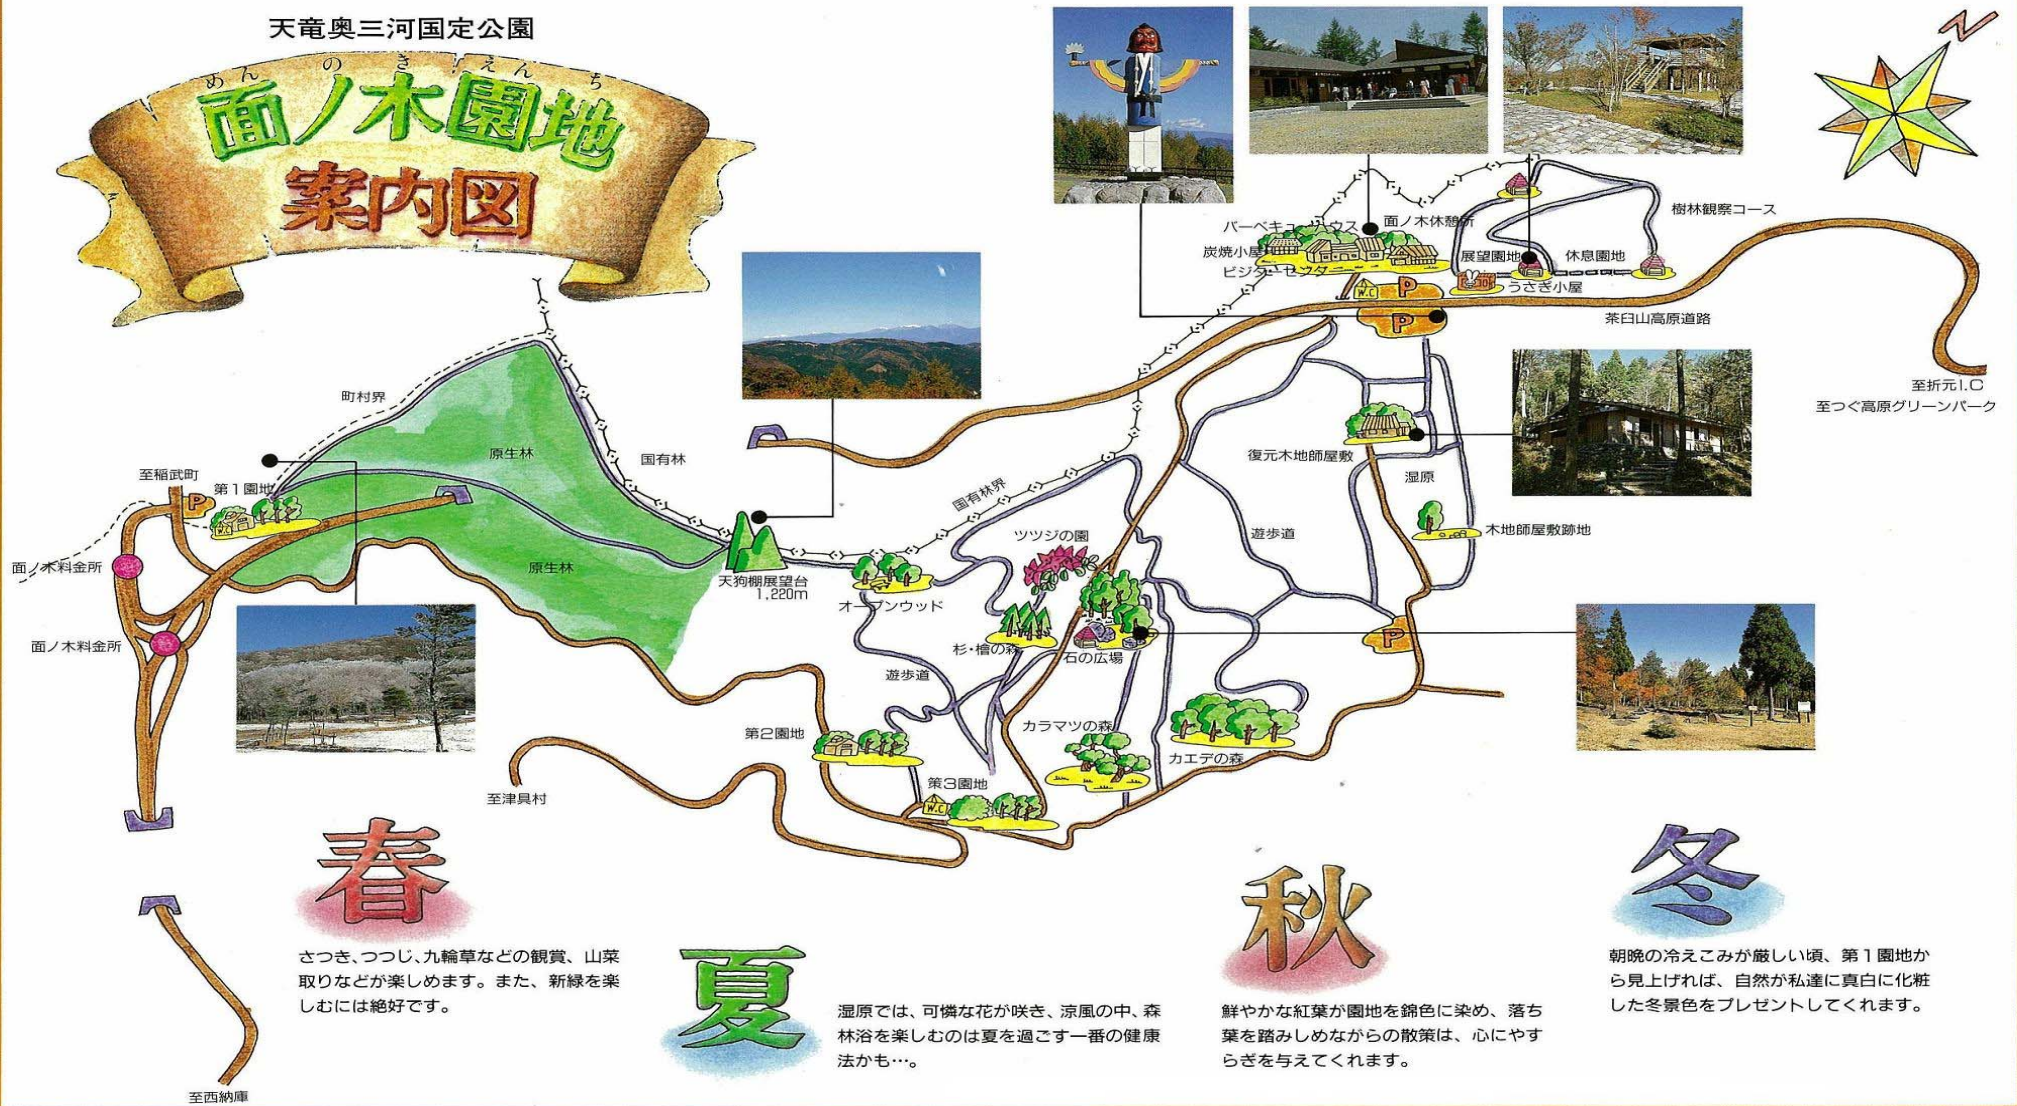 天竜奥三河国定公園
めんのきえんち
面ノ木園地
案内図
N
バーベキューハウス
面ノ木休憩所
炭焼小屋
ビジターセンター
樹林観察コース
展望園地
休息園地
うさぎ小屋
W.C
P
P
茶臼山高原道路
至折元I.C
至つぐ高原グリーンパーク
町村界
原生林
国有林
至稲武町
第1園地
P
W.C
国有林界
復元木地師屋敷
湿原
ツツジの園
遊歩道
木地師屋敷跡地
面ノ木料金所
原生林
天狗棚展望台
1,220m
オープンウッド
面ノ木料金所
杉・檜の森
石の広場
P
遊歩道
第2園地
カラマツの森
カエデの森
策3園地
W.C
至津具村
春
さつき、つつじ、九輪草などの観賞、山菜
取りなどが楽しめます。また、新緑を楽
しむには絶好です。
夏
湿原では、可憐な花が咲き、涼風の中、森
林浴を楽しむのは夏を過ごす一番の健康
法かも…。
秋
鮮やかな紅葉が園地を錦色に染め、落ち
葉を踏みしめながらの散策は、心にやす
らぎを与えてくれます。
冬
朝晩の冷えこみが厳しい頃、第1園地か
ら見上げれば、自然が私達に真白に化粧
した冬景色をプレゼントしてくれます。
至西納庫